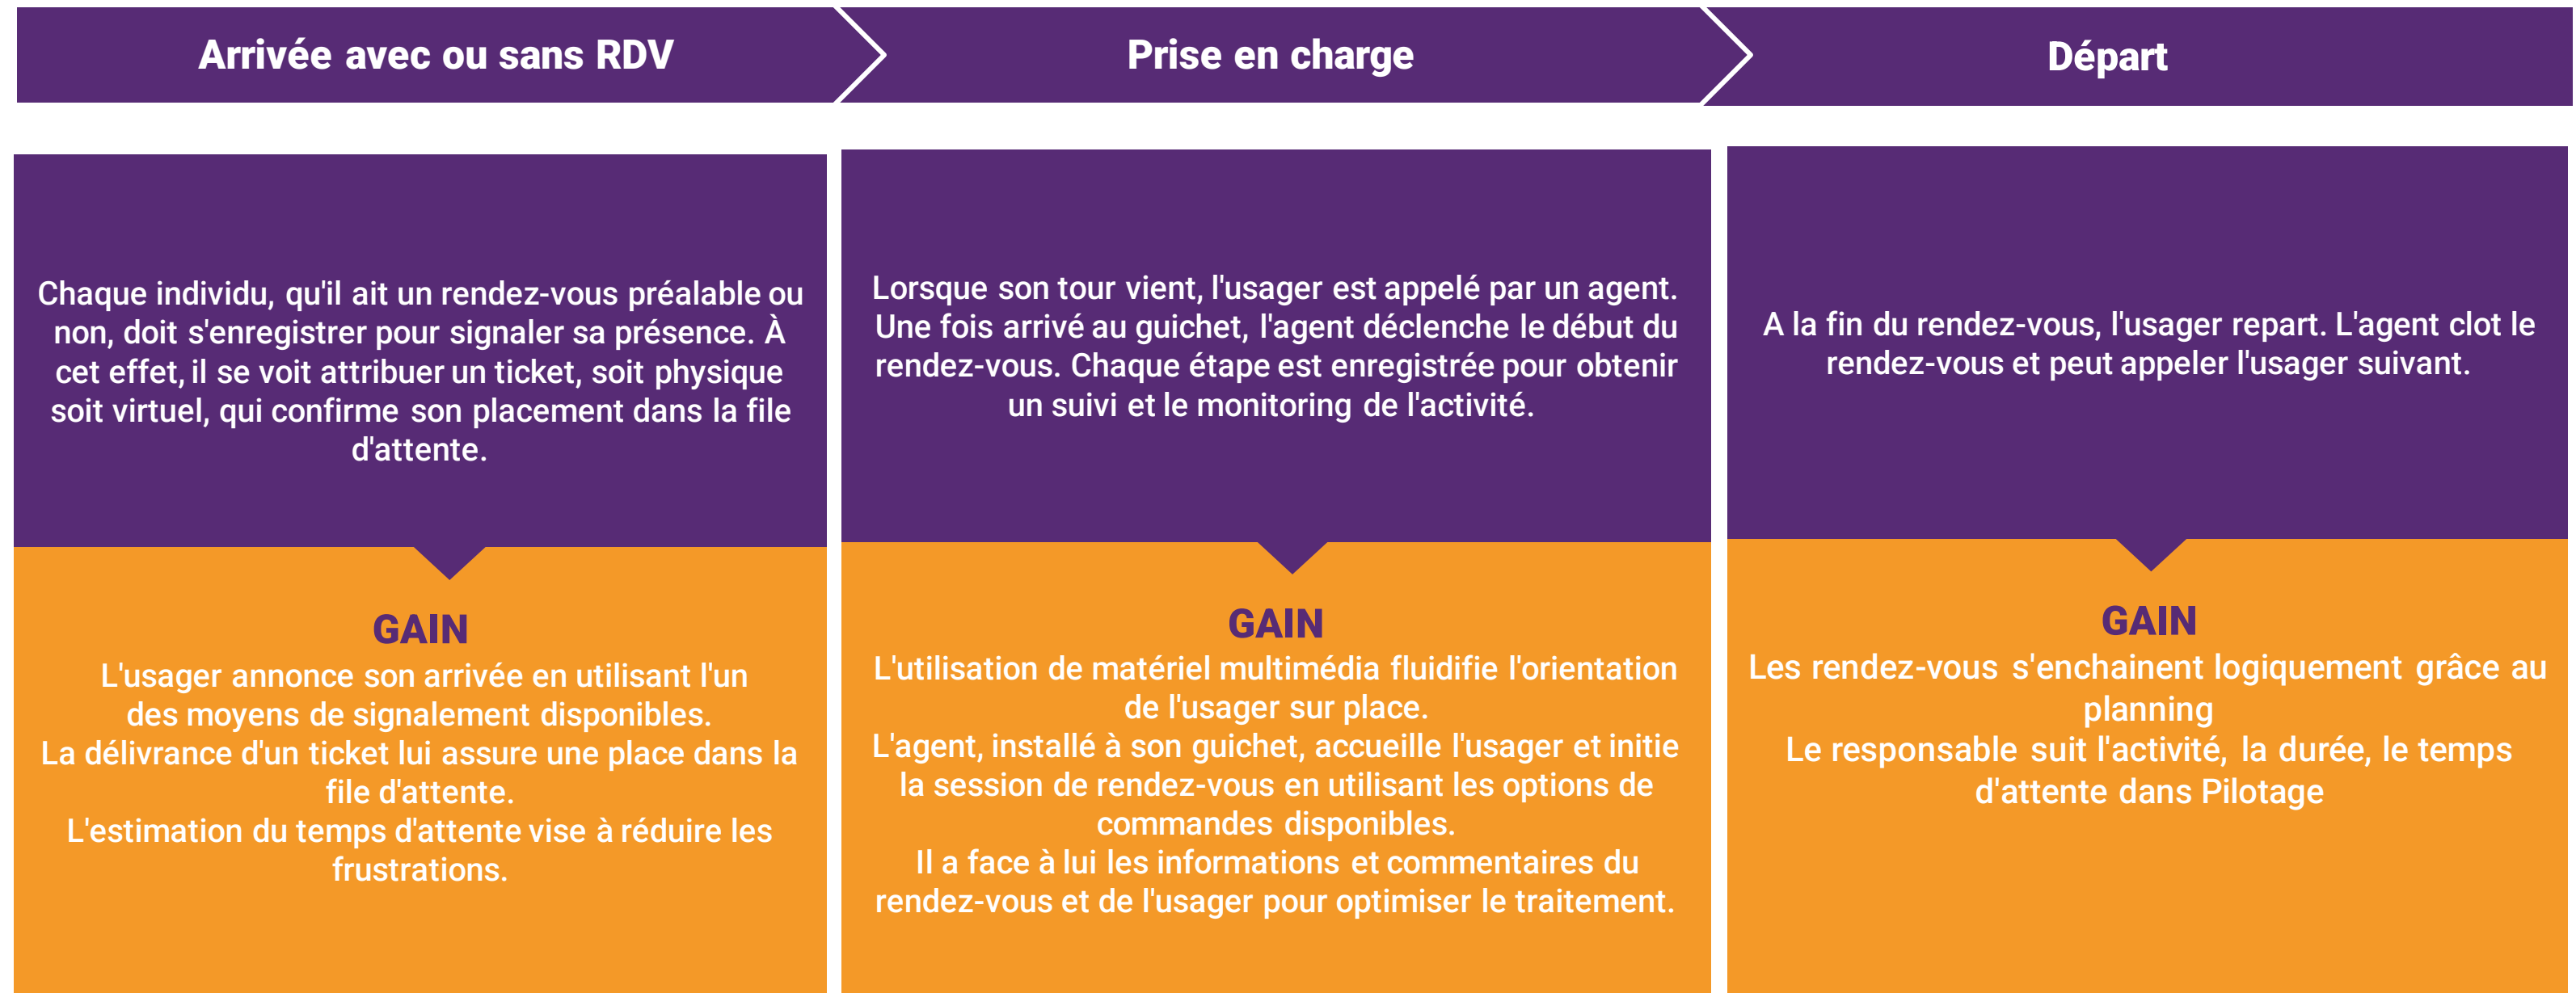 Arrivée avec ou sans RDV
Prise en charge
Départ
Chaque individu, qu'il ait un rendez-vous préalable ou
non, doit s'enregistrer pour signaler sa présence. À
cet effet, il se voit attribuer un ticket, soit physique
soit virtuel, qui confirme son placement dans la file
d'attente.
GAIN
L'usager annonce son arrivée en utilisant l'un
des moyens de signalement disponibles.
La délivrance d'un ticket lui assure une place dans la
file d'attente.
L'estimation du temps d'attente vise à réduire les
frustrations.
Lorsque son tour vient, l'usager est appelé par un agent.
Une fois arrivé au guichet, l'agent déclenche le début du
rendez-vous. Chaque étape est enregistrée pour obtenir
un suivi et le monitoring de l'activité.
GAIN
L'utilisation de matériel multimédia fluidifie l'orientation
de l'usager sur place.
L'agent, installé à son guichet, accueille l'usager et initie
la session de rendez-vous en utilisant les options de
commandes disponibles.
Il a face à lui les informations et commentaires du
rendez-vous et de l'usager pour optimiser le traitement.
A la fin du rendez-vous, l'usager repart. L'agent clot le
rendez-vous et peut appeler l'usager suivant.
GAIN
Les rendez-vous s'enchainent logiquement grâce au
planning
Le responsable suit l'activité, la durée, le temps
d'attente dans Pilotage